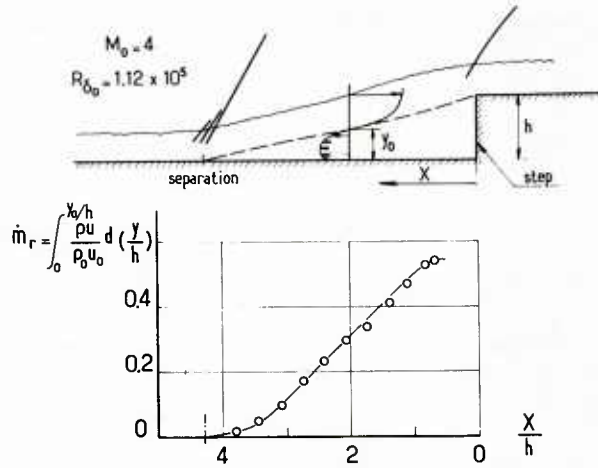 M₀ = 4
R_δ₀ = 1.12 x 10⁵
h
y₀
separation
X
step
ṁ_r = ∫₀^{y₀/h} ρu/ρ₀u₀ d(y/h)
0.4
0.2
0
4
2
0
X/h